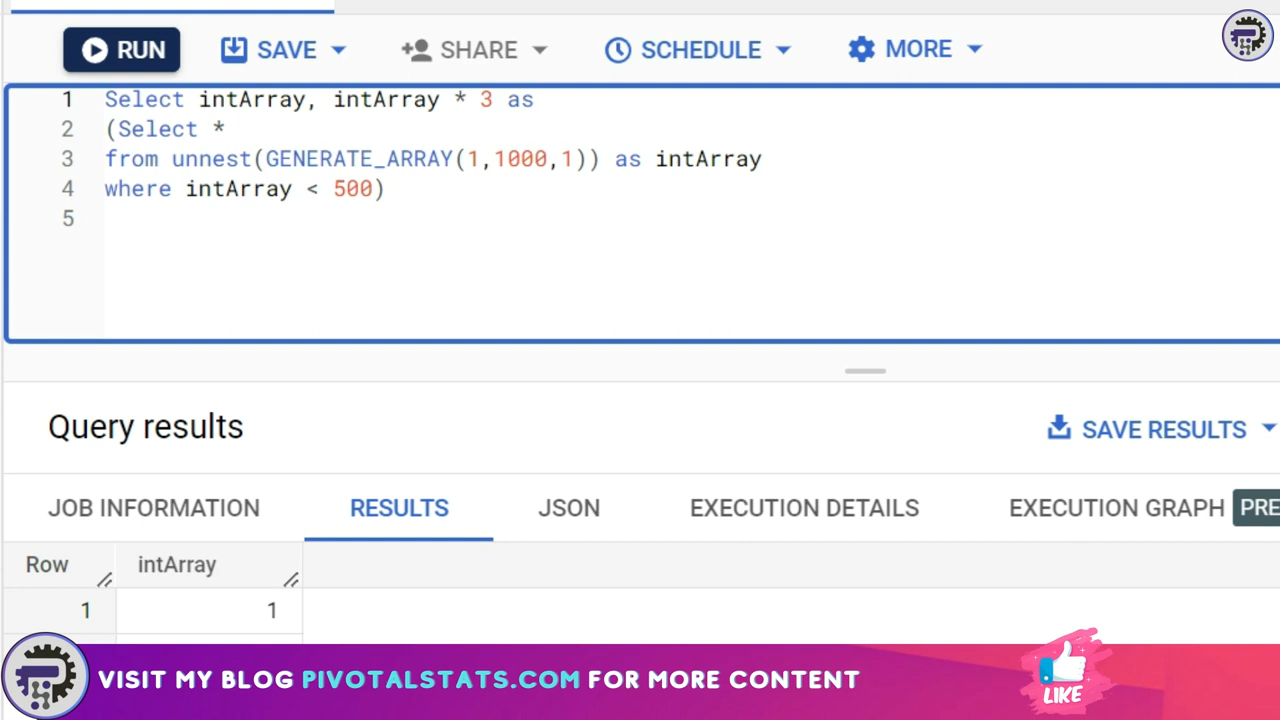 RUN SAVE SHARE SCHEDULE MORE
1 Select intArray, intArray * 3 as
2 (Select *
3 from unnest(GENERATE_ARRAY(1,1000,1)) as intArray
4 where intArray < 500)
5
Query results
SAVE RESULTS
JOB INFORMATION RESULTS JSON EXECUTION DETAILS EXECUTION GRAPH PRE
Row intArray
1 1
VISIT MY BLOG PIVOTALSTATS.COM FOR MORE CONTENT
LIKE